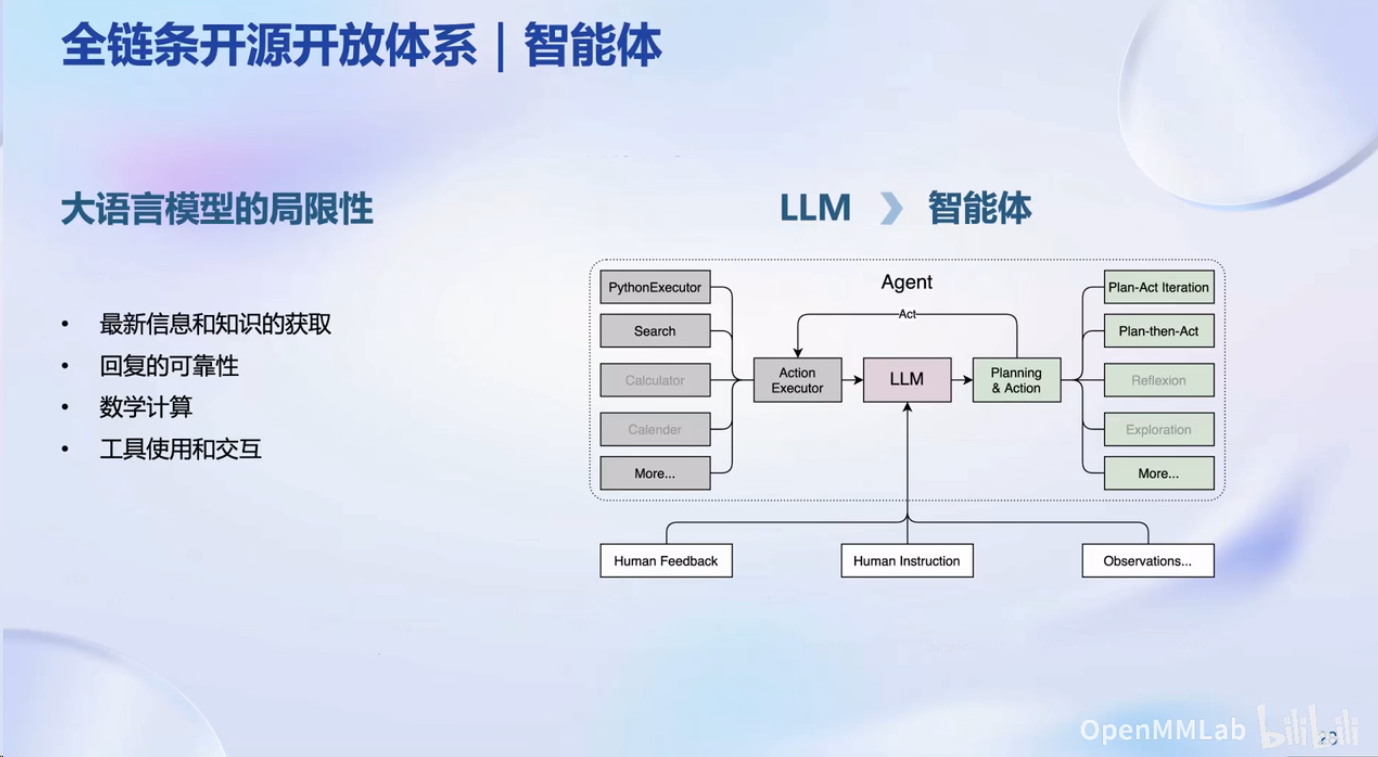 全链条开源开放体系 | 智能体
大语言模型的局限性
• 最新信息和知识的获取
• 回复的可靠性
• 数学计算
• 工具使用和交互
LLM 智能体
Agent
PythonExecutor
Search
Calculator
Calender
More...
Act
Action
Executor
LLM
Planning
& Action
Plan-Act Iteration
Plan-then-Act
Reflexion
Exploration
More...
Human Feedback
Human Instruction
Observations...
OpenMMLab bilibili